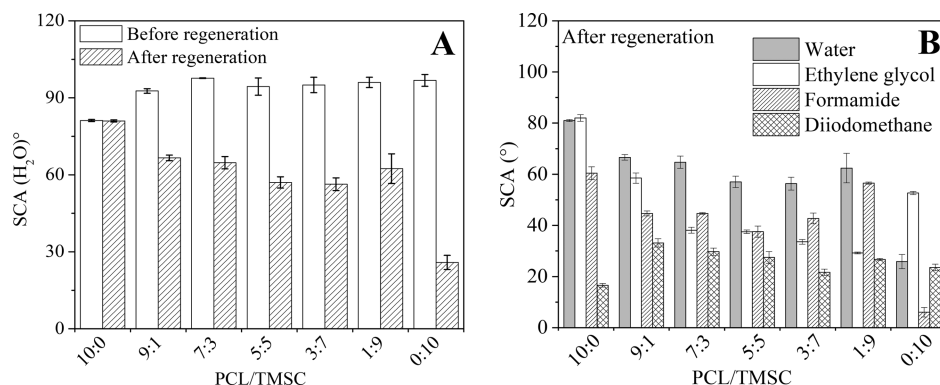 A
Before regeneration
After regeneration
SCA (H₂O)°
120
90
60
30
0
10:0
9:1
7:3
5:5
3:7
1:9
0:10
PCL/TMSC
B
After regeneration
Water
Ethylene glycol
Formamide
Diiodomethane
SCA (°)
120
100
80
60
40
20
0
10:0
9:1
7:3
5:5
3:7
1:9
0:10
PCL/TMSC